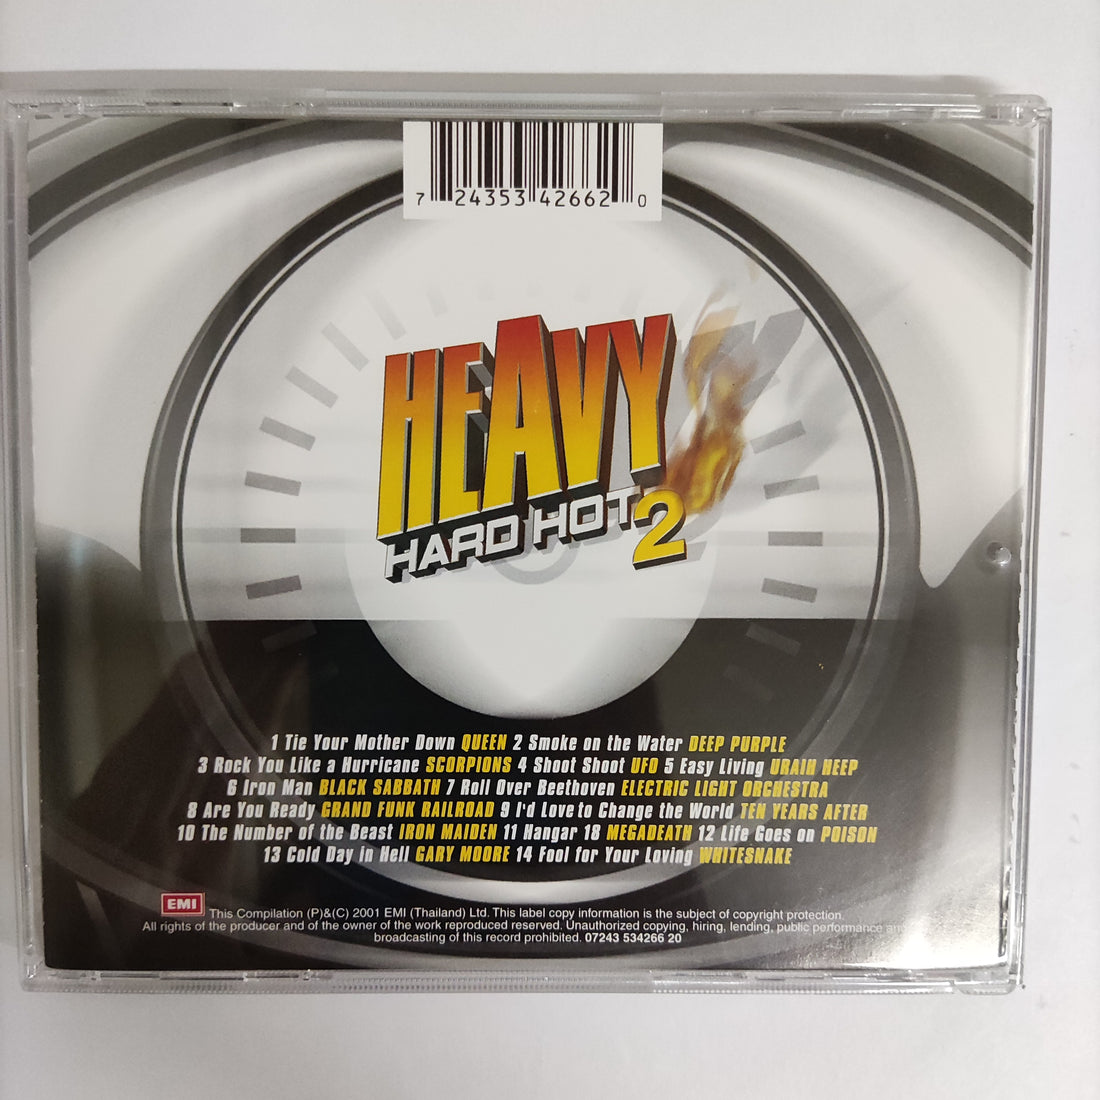 7 24353 42662 0
HEAVY
HARD HOT 2
1 Tie Your Mother Down QUEEN 2 Smoke on the Water DEEP PURPLE
3 Rock You Like a Hurricane SCORPIONS 4 Shoot Shoot UFO 5 Easy Living URAIH HEEP
6 Iron Man BLACK SABBATH 7 Roll Over Beethoven ELECTRIC LIGHT ORCHESTRA
8 Are You Ready GRAND FUNK RAILROAD 9 I'd Love to Change the World TEN YEARS AFTER
10 The Number of the Beast IRON MAIDEN 11 Hangar 18 MEGADEATH 12 Life Goes on POISON
13 Cold Day in Hell GARY MOORE 14 Fool for Your Loving WHITESNAKE
EMI This Compilation (P)&(C) 2001 EMI (Thailand) Ltd. This label copy information is the subject of copyright protection.
All rights of the producer and of the owner of the work reproduced reserved. Unauthorized copying, hiring, lending, public performance and
broadcasting of this record prohibited. 07243 534266 20